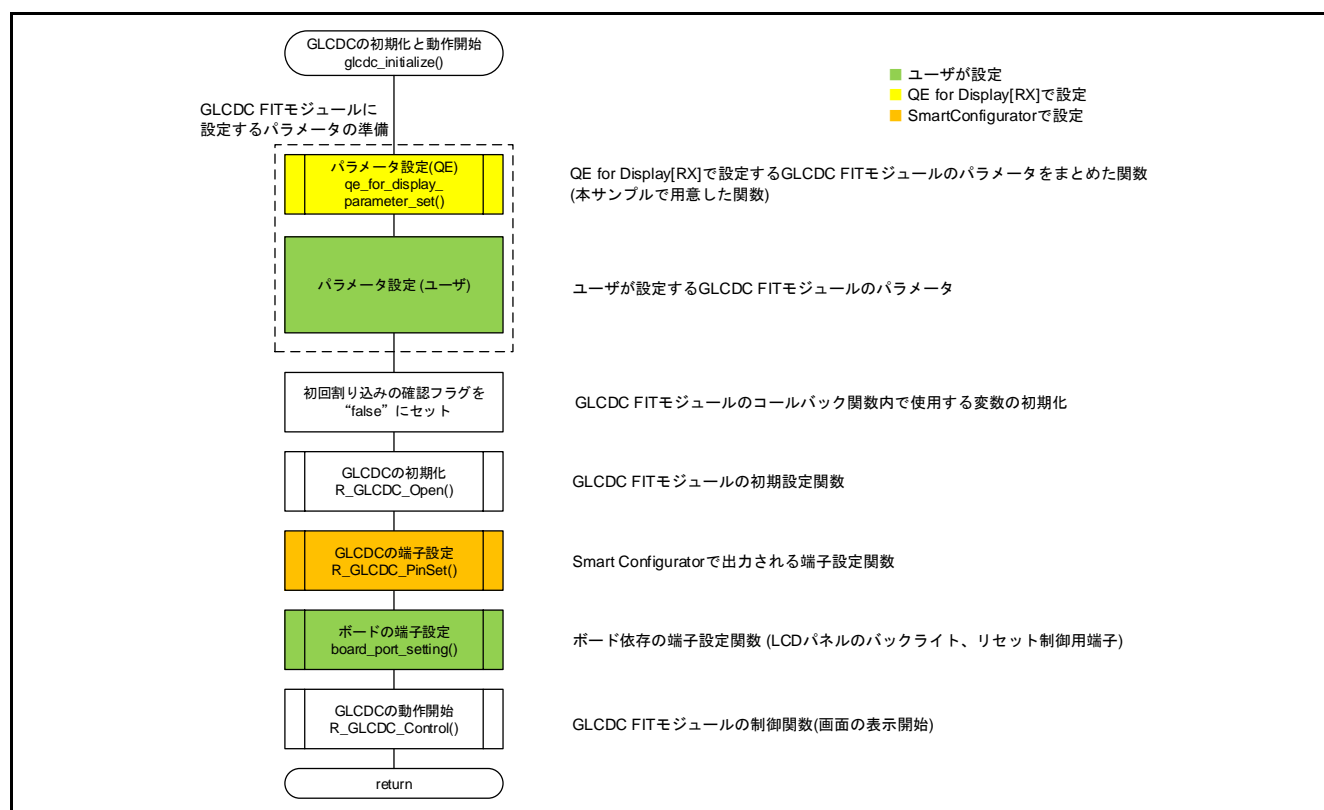 GLCDCの初期化と動作開始
glcdc_initialize()
ユーザが設定
QE for Display[RX]で設定
SmartConfiguratorで設定
GLCDC FITモジュールに
設定するパラメータの準備
パラメータ設定(QE)
qe_for_display_
parameter_set()
QE for Display[RX]で設定するGLCDC FITモジュールのパラメータをまとめた関数
(本サンプルで用意した関数)
パラメータ設定 (ユーザ)
ユーザが設定するGLCDC FITモジュールのパラメータ
初回割り込みの確認フラグを
“false”にセット
GLCDC FITモジュールのコールバック関数内で使用する変数の初期化
GLCDCの初期化
R_GLCDC_Open()
GLCDC FITモジュールの初期設定関数
GLCDCの端子設定
R_GLCDC_PinSet()
Smart Configuratorで出力される端子設定関数
ボードの端子設定
board_port_setting()
ボード依存の端子設定関数 (LCDパネルのバックライト、リセット制御用端子)
GLCDCの動作開始
R_GLCDC_Control()
GLCDC FITモジュールの制御関数(画面の表示開始)
return